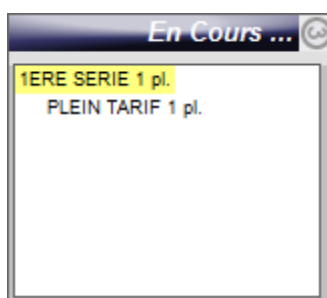 En Cours ...
1ERE SERIE 1 pl.
PLEIN TARIF 1 pl.